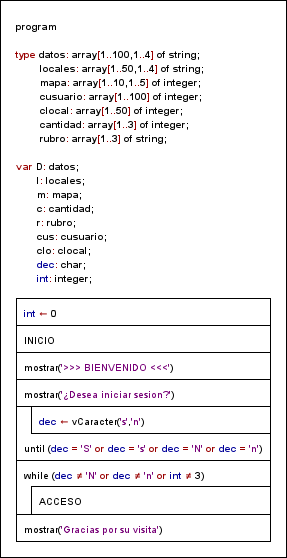 program
type datos: array[1..100,1..4] of string;
locales: array[1..50,1..4] of string;
mapa: array[1..10,1..5] of integer;
cusuario: array[1..100] of integer;
clocal: array[1..50] of integer;
cantidad: array[1..3] of integer;
rubro: array[1..3] of string;
var D: datos;
l: locales;
m: mapa;
c: cantidad;
r: rubro;
cus: cusuario;
clo: clocal;
dec: char;
int: integer;
int ← 0
INICIO
mostrar('>>> BIENVENIDO <<<')
mostrar('¿Desea iniciar sesion?')
dec ← vCaracter('s','n')
until (dec = 'S' or dec = 's' or dec = 'N' or dec = 'n')
while (dec ≠ 'N' or dec ≠ 'n' or int ≠ 3)
ACCESO
mostrar('Gracias por su visita')